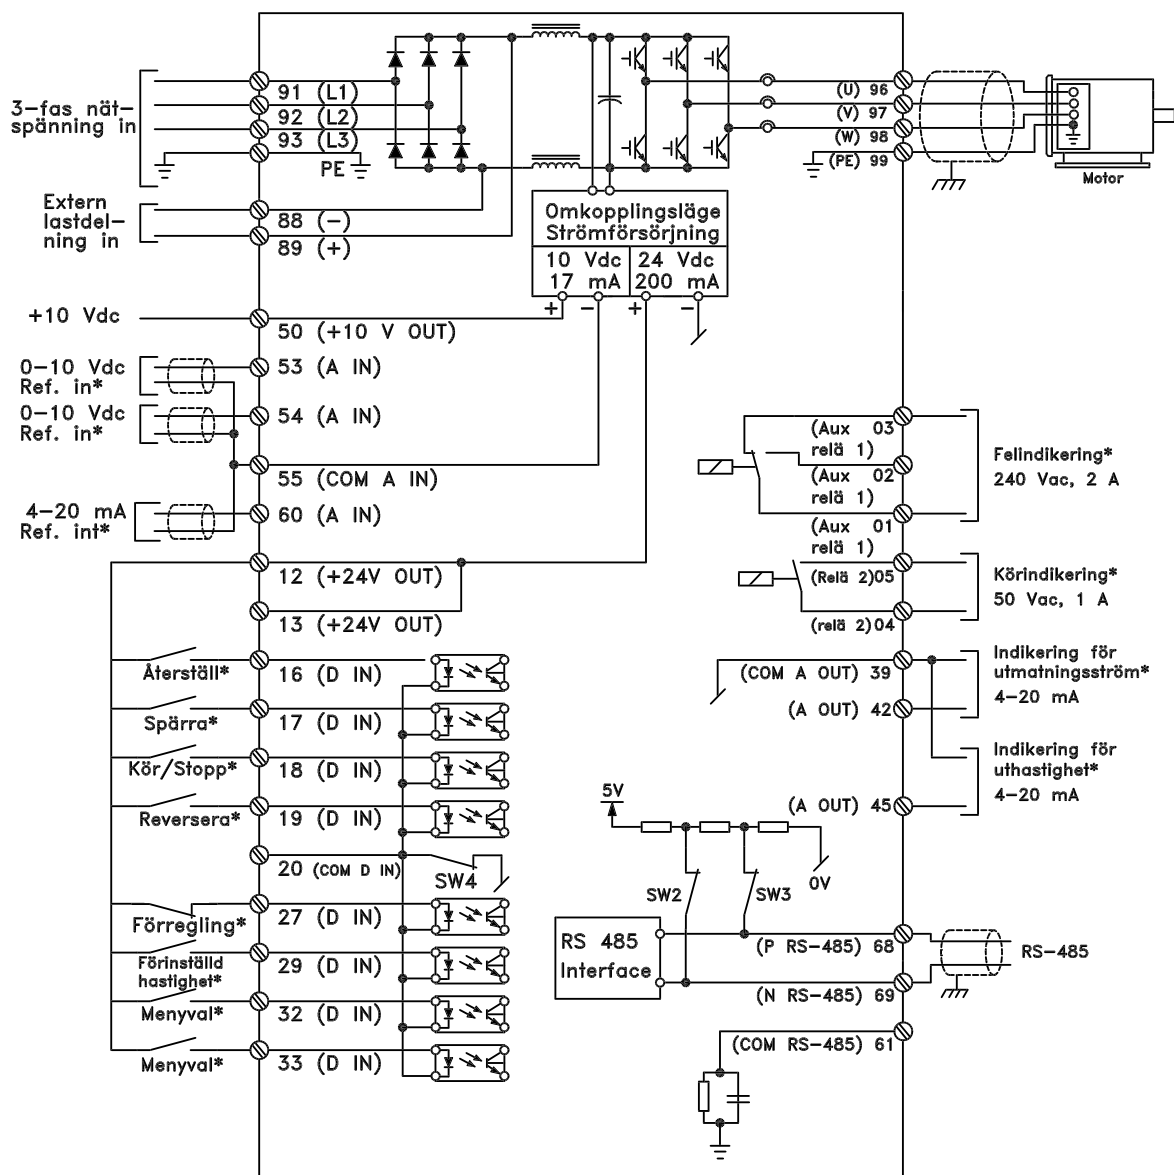 3-fas nät-
spänning in
91 (L1)
92 (L2)
93 (L3)
PE
Extern
lastdel-
ning in
88 (-)
89 (+)
Omkopplingsläge
Strömförsörjning
10 Vdc
17 mA
24 Vdc
200 mA
+ - + -
(U) 96
(V) 97
(W) 98
(PE) 99
Motor
+10 Vdc
50 (+10 V OUT)
0-10 Vdc
Ref. in*
53 (A IN)
0-10 Vdc
Ref. in*
54 (A IN)
55 (COM A IN)
4-20 mA
Ref. int*
60 (A IN)
12 (+24V OUT)
13 (+24V OUT)
Återställ*
16 (D IN)
Spärra*
17 (D IN)
Kör/Stopp*
18 (D IN)
Reversera*
19 (D IN)
20 (COM D IN)
SW4
Förregling*
27 (D IN)
Förinställd
hastighet*
29 (D IN)
Menyval*
32 (D IN)
Menyval*
33 (D IN)
(Aux 03
relä 1)
(Aux 02
relä 1)
(Aux 01
relä 1)
Felindikering*
240 Vac, 2 A
(Relä 2)05
(relä 2)04
Körindikering*
50 Vac, 1 A
(COM A OUT) 39
(A OUT) 42
Indikering för
utmatningsström*
4-20 mA
Indikering för
uthastighet*
4-20 mA
(A OUT) 45
5V
0V
SW2
SW3
RS 485
Interface
(P RS-485) 68
(N RS-485) 69
RS-485
(COM RS-485) 61